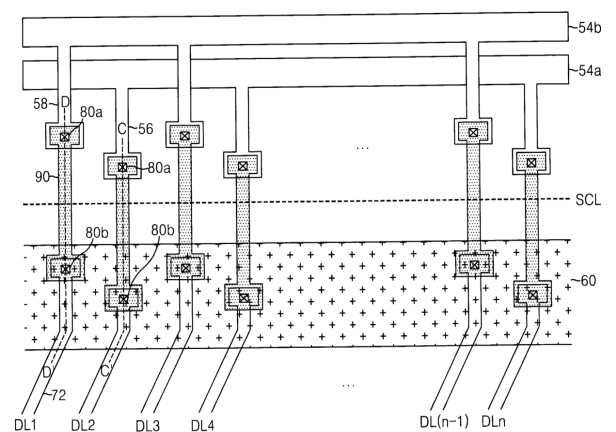 54b
54a
58
D
80a
C
56
80a
...
90
SCL
80b
80b
60
D
C
72
...
DL1
DL2
DL3
DL4
DL(n-1)
DLn